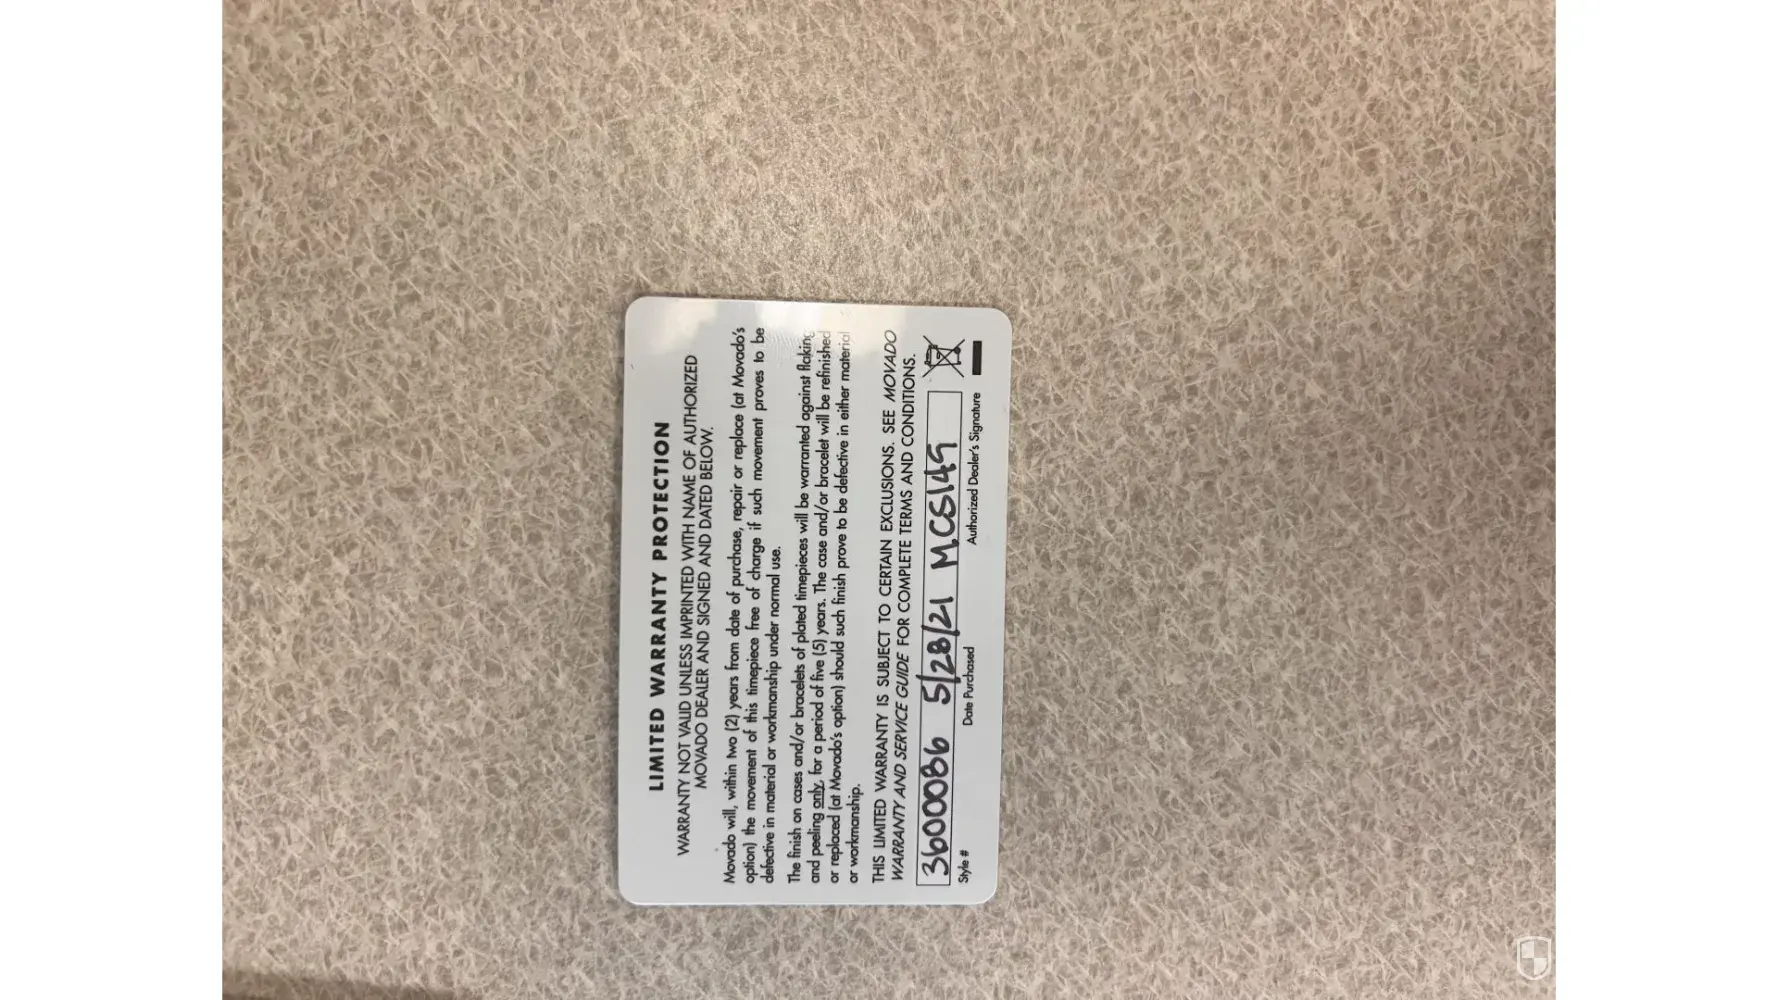 LIMITED WARRANTY PROTECTION
WARRANTY NOT VALID UNLESS IMPRINTED WITH NAME OF AUTHORIZED
MOVADO DEALER AND SIGNED AND DATED BELOW.
Movado will, within two (2) years from date of purchase, repair or replace (at Movado's
option) the movement of this timepiece free of charge if such movement proves to be
defective in material or workmanship under normal use.
The finish on cases and/or bracelets of plated timepieces will be warranted against flaking
and peeling only, for a period of five (5) years. The case and/or bracelet will be refinished
or replaced (at Movado's option) should such finish prove to be defective in either material
or workmanship.
THIS LIMITED WARRANTY IS SUBJECT TO CERTAIN EXCLUSIONS. SEE MOVADO
WARRANTY AND SERVICE GUIDE FOR COMPLETE TERMS AND CONDITIONS.
3600086 5/28/21 MCS149
Style # Date Purchased Authorized Dealer's Signature